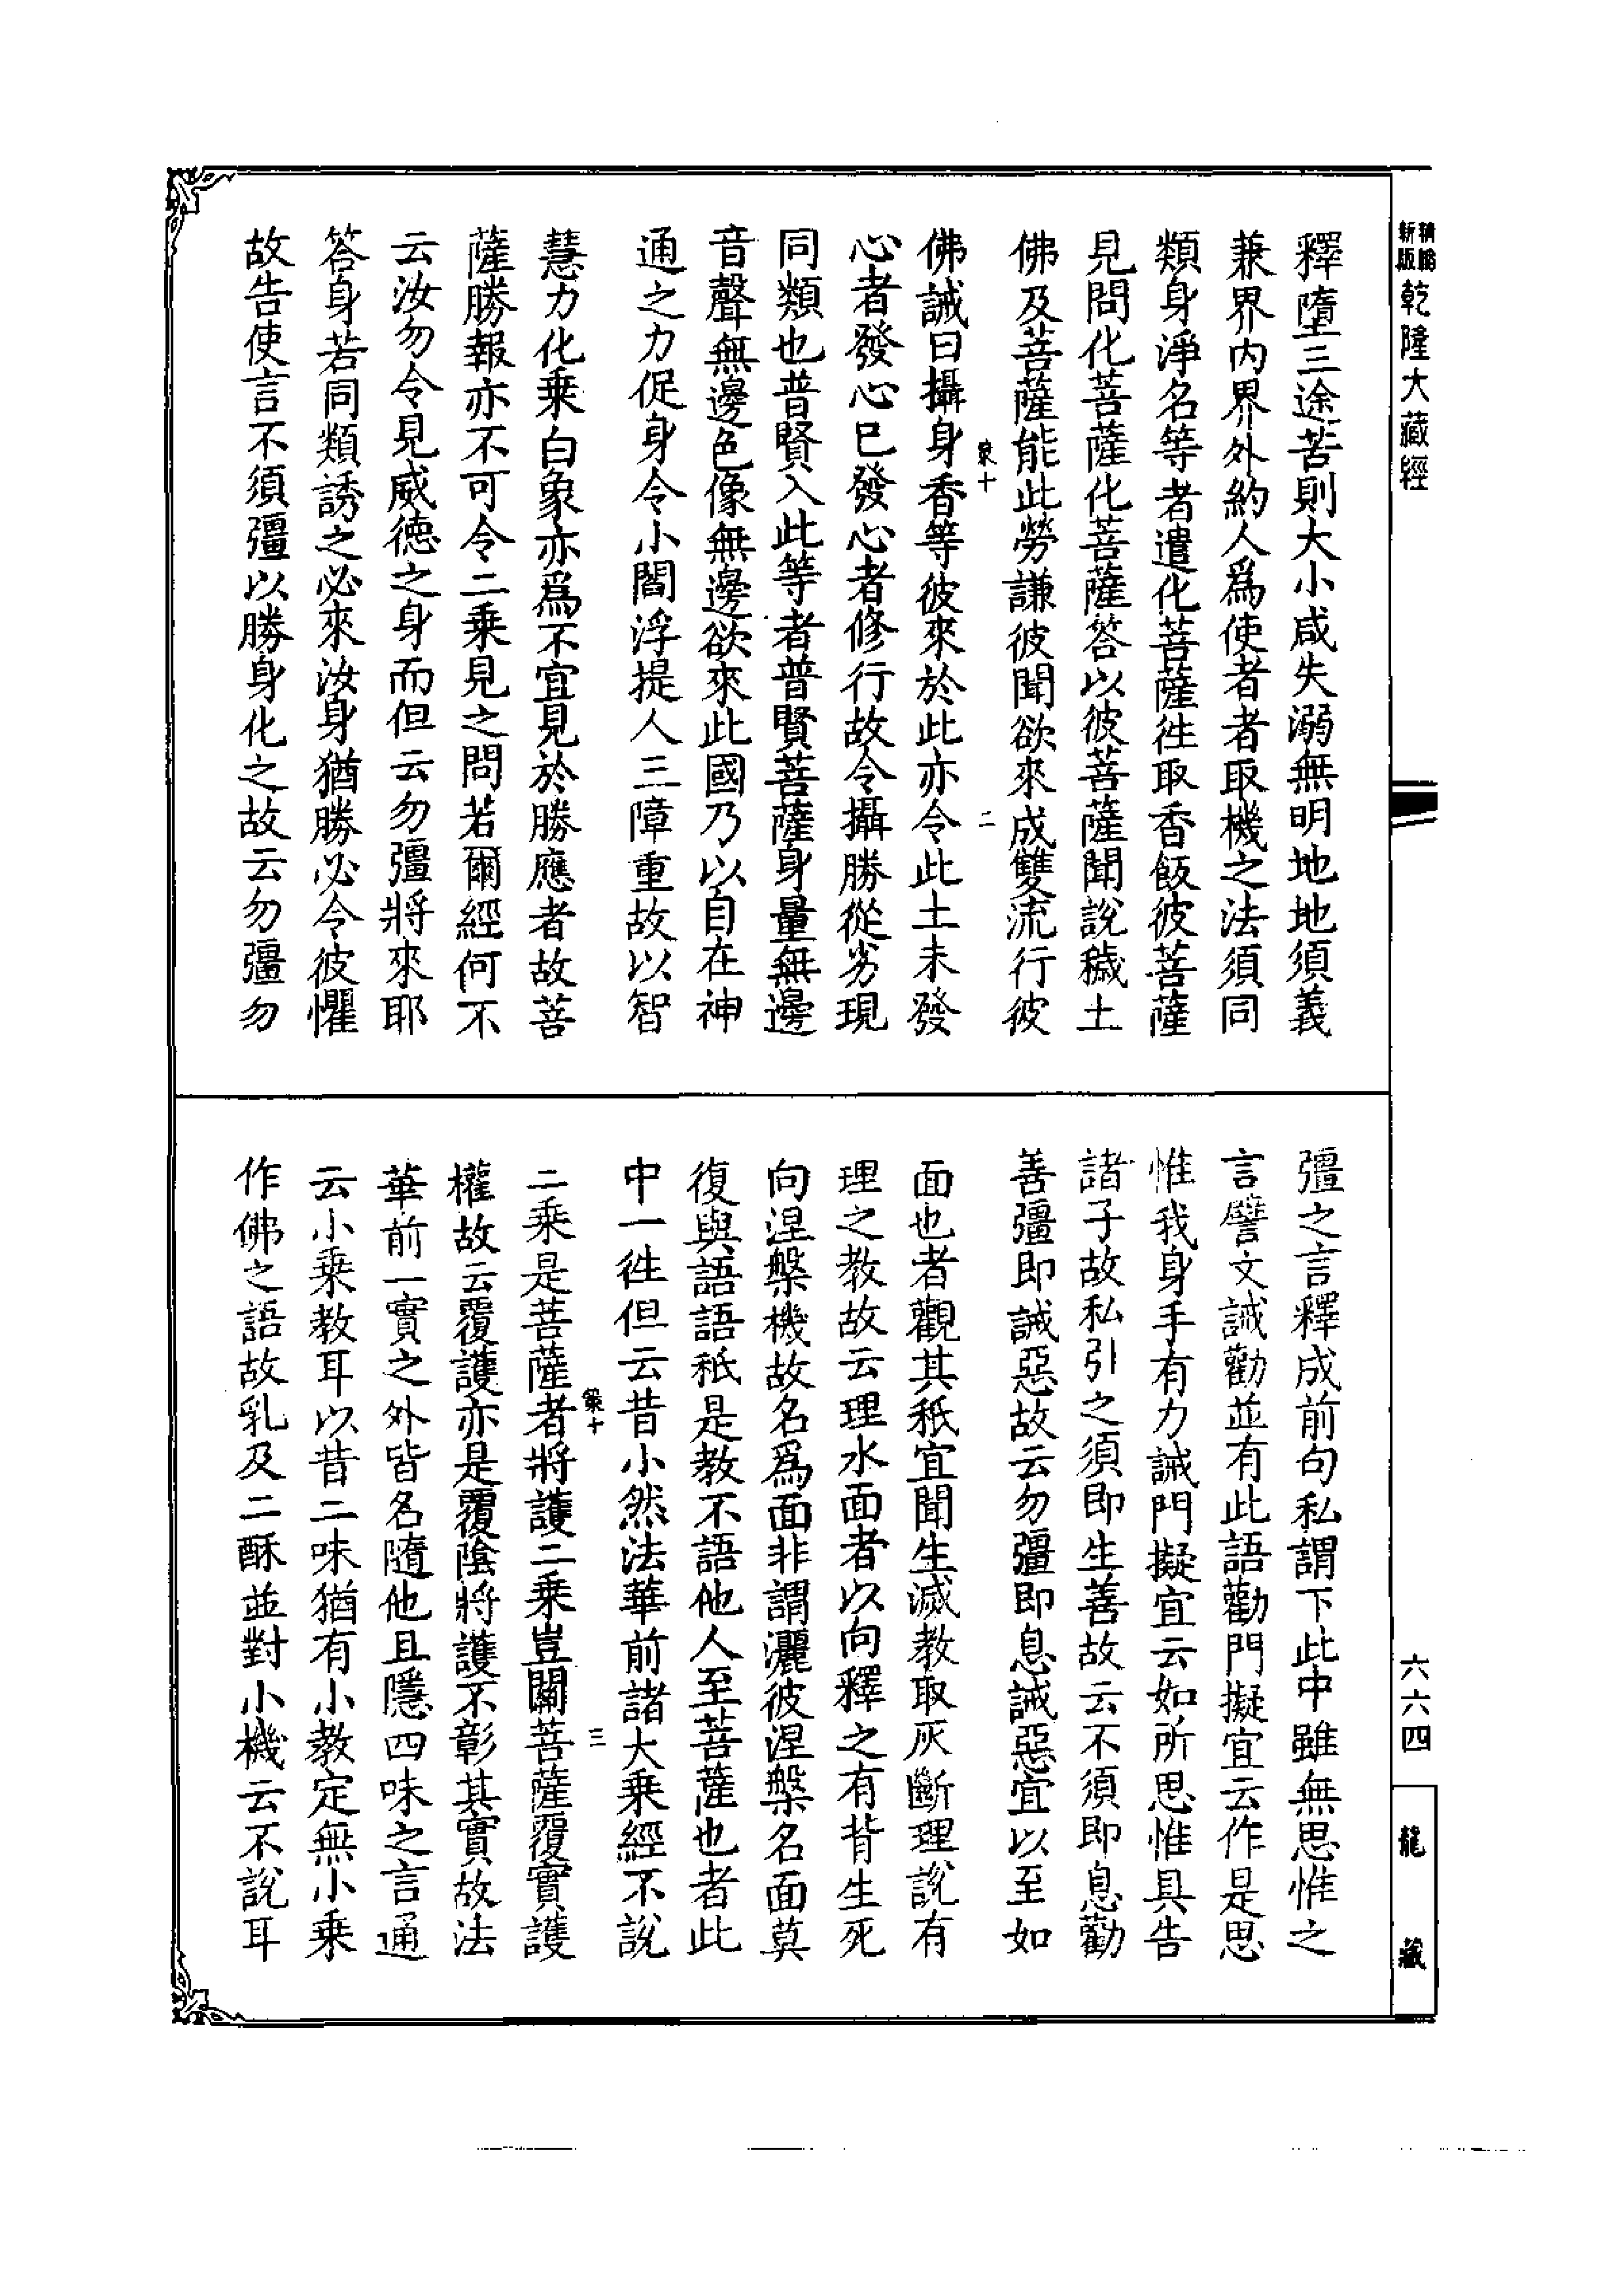 新版 精縮 乾隆大藏經
釋墮三途苦則大小咸失溺無明地地須義
兼界內界外約人為使者者取機之法須同
類身淨名等者遣化菩薩徃取香飯彼菩薩
見問化菩薩化菩薩答以彼菩薩聞說穢土
佛及菩薩能此勞謙彼聞欲來成雙流行彼
策十 二
佛誡曰攝身香等彼來於此亦令此土未發
心者發心已發心者修行故令攝勝從劣現
同類也普賢入此等者普賢菩薩身量無邊
音聲無邊色像無邊欲來此國乃以自在神
通之力促身令小閻浮提人三障重故以智
慧力化乘白象亦為不宜見於勝應者故菩
薩勝報亦不可令二乘見之問若爾經何不
云汝勿令見威德之身而但云勿彊將來耶
答身若同類誘之必來汝身猶勝必令彼懼
故告使言不須彊以勝身化之故云勿彊勿
彊之言釋成前句私謂下此中雖無思惟之
言譬文誡勸並有此語勸門擬宜云作是思
惟我身手有力誡門擬宜云如所思惟具告
諸子故私引之須即生善故云不須即息勸
善彊即誡惡故云勿彊即息誡惡宜以至如
面也者觀其秖宜聞生滅教取灰斷理說有
理之教故云理水面者以向釋之有背生死
向涅槃機故名為面非謂灑彼涅槃名面莫
復與語語秖是教不語他人至菩薩也者此
中一徃但云昔小然法華前諸大乘經不說
策十 三
二乘是菩薩者將護二乘豈關菩薩覆實護
權故云覆護亦是覆陰將護不彰其實故法
華前一實之外皆名隨他且隱四味之言通
云小乘教耳以昔二味猶有小教定無小乘
作佛之語故乳及二酥並對小機云不說耳
六六四
龍藏